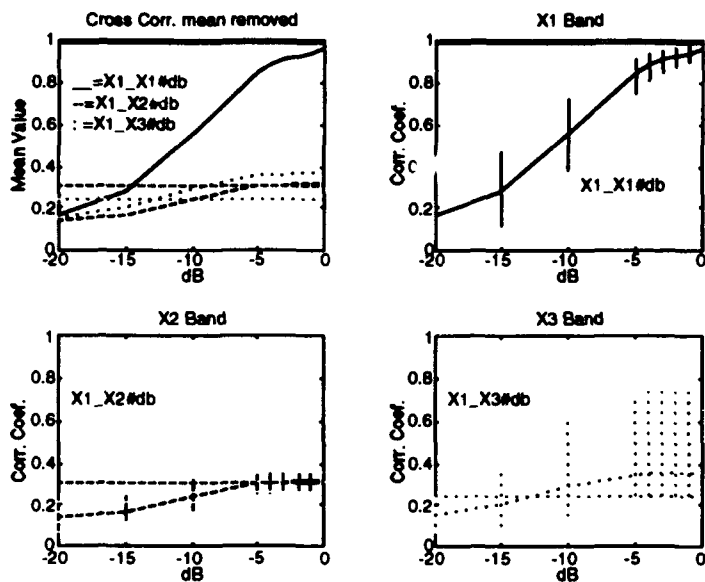 Cross Corr. mean removed
1
0.8
0.6
0.4
0.2
0
Mean Value
__=X1_X1#db
--=X1_X2#db
: =X1_X3#db
-20 -15 -10 -5 0
dB
X1 Band
1
0.8
0.4
0.2
0
Corr. Coef.
X1_X1#db
-20 -15 -10 -5 0
dB
X2 Band
1
0.8
0.6
0.4
0.2
0
Corr. Coef.
X1_X2#db
-20 -15 -10 -5 0
dB
X3 Band
1
0.8
0.6
0.4
0.2
0
Corr. Coef.
X1_X3#db
-20 -15 -10 -5 0
dB